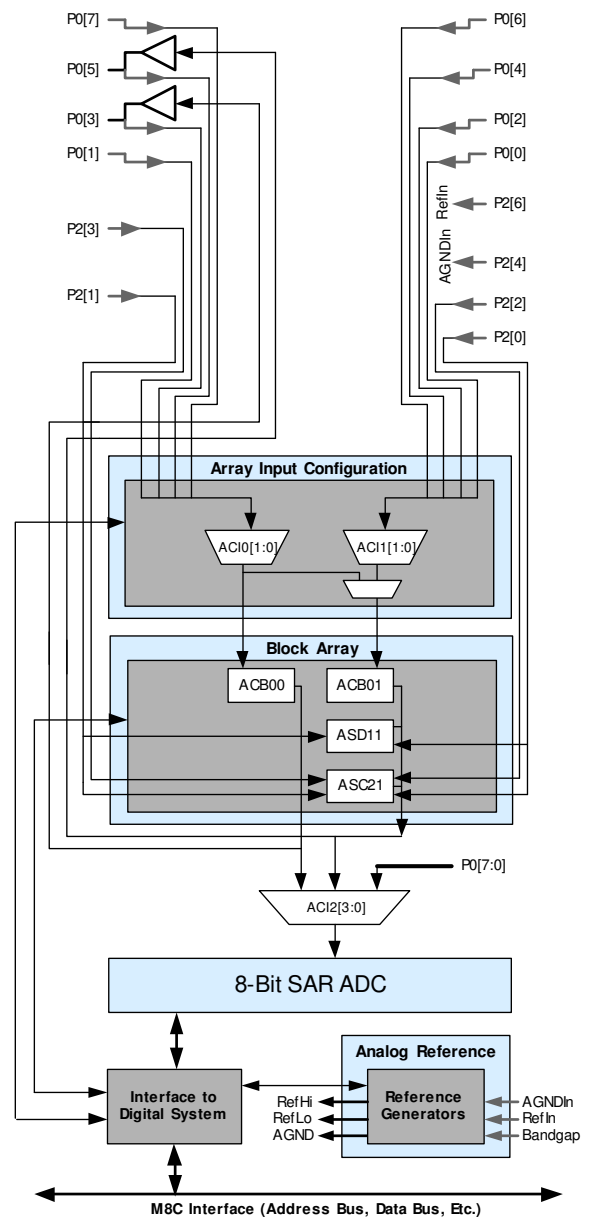 P0[7]
P0[6]
P0[5]
P0[4]
P0[3]
P0[2]
P0[1]
P0[0]
RefIn
P2[6]
P2[3]
AGNDIn
P2[4]
P2[1]
P2[2]
P2[0]
Array Input Configuration
ACI0[1:0]
ACI1[1:0]
Block Array
ACB00
ACB01
ASD11
ASC21
P0[7:0]
ACI2[3:0]
8-Bit SAR ADC
Analog Reference
Interface to
Digital System
Reference
Generators
RefHi
RefLo
AGND
AGNDIn
RefIn
Bandgap
M8C Interface (Address Bus, Data Bus, Etc.)